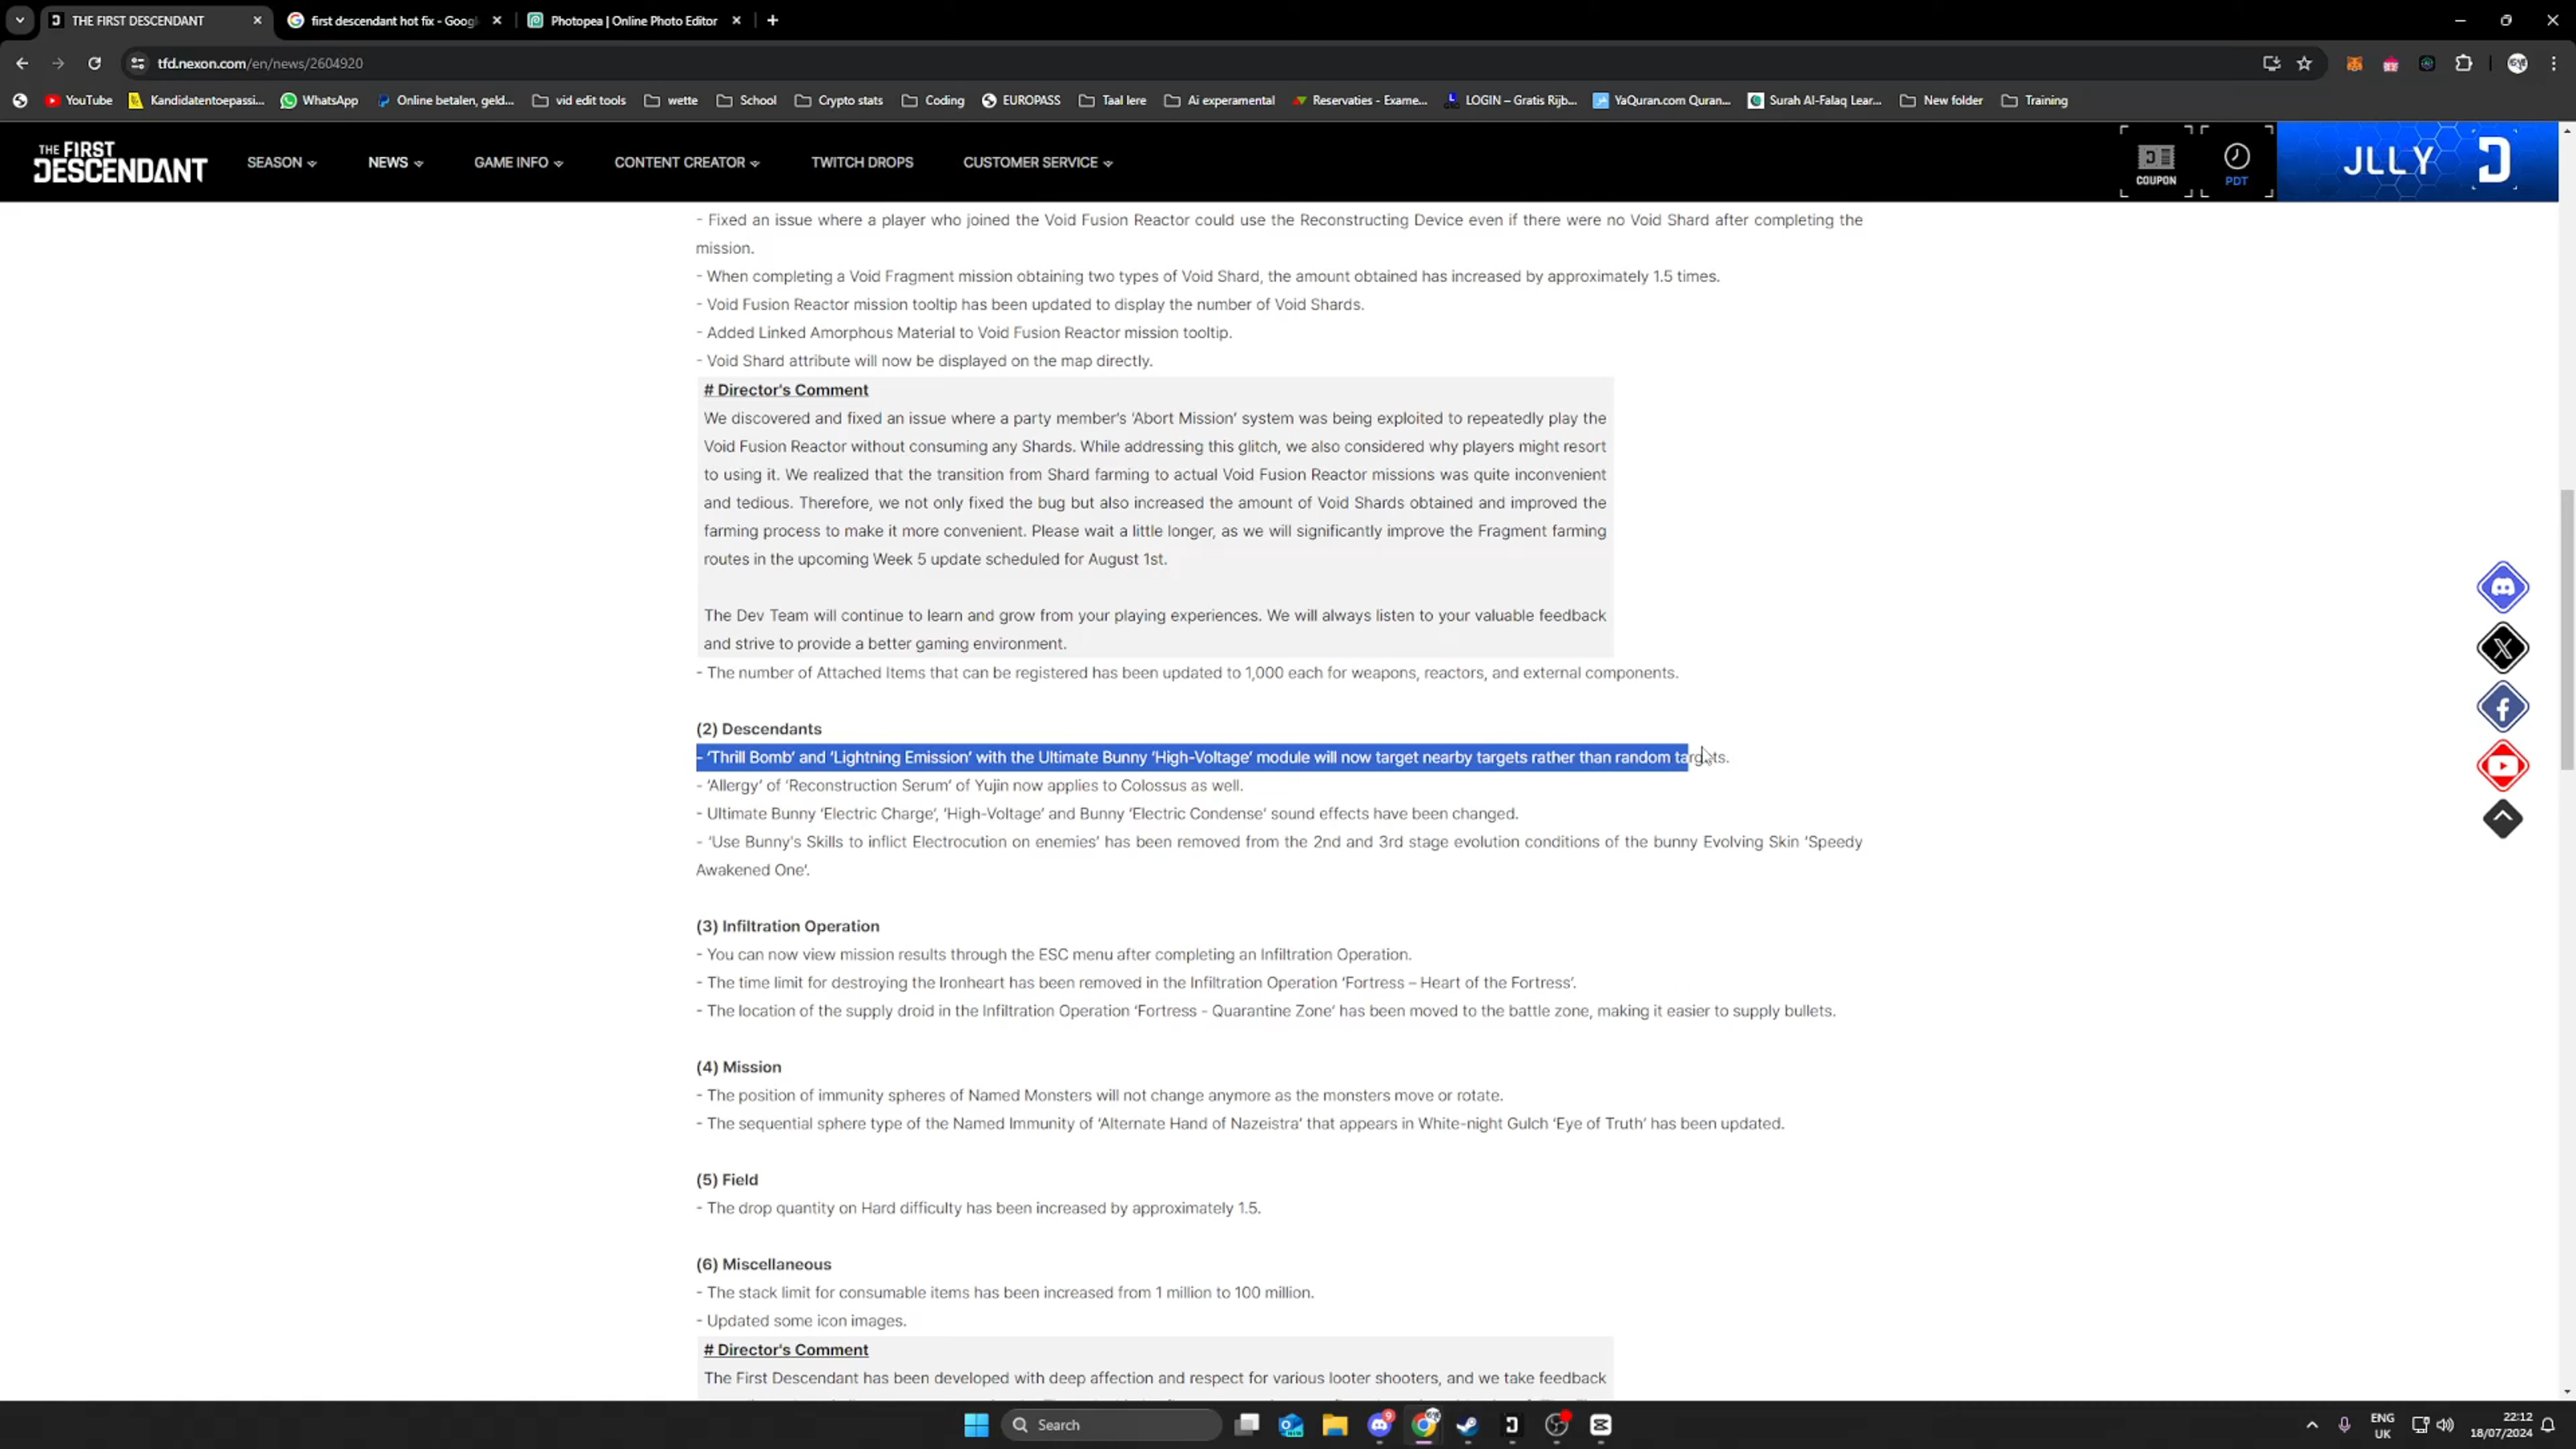 THE FIRST DESCENDANT
first descendant hot fix - Goog
Photopea | Online Photo Editor
tfd.nexon.com/en/news/2604920
YouTube Kandidatentoepassi... WhatsApp Online betalen, geld... vid edit tools wette School Crypto stats Coding EUROPASS Taal lere Ai experamental Reservaties - Exame... LOGIN – Gratis Rijb... YaQuran.com Quran... Surah Al-Falaq Lear... New folder Training
THE FIRST
DESCENDANT
SEASON NEWS GAME INFO CONTENT CREATOR TWITCH DROPS CUSTOMER SERVICE
COUPON
PDT
JLLY
- Fixed an issue where a player who joined the Void Fusion Reactor could use the Reconstructing Device even if there were no Void Shard after completing the
mission.
- When completing a Void Fragment mission obtaining two types of Void Shard, the amount obtained has increased by approximately 1.5 times.
- Void Fusion Reactor mission tooltip has been updated to display the number of Void Shards.
- Added Linked Amorphous Material to Void Fusion Reactor mission tooltip.
- Void Shard attribute will now be displayed on the map directly.
# Director's Comment
We discovered and fixed an issue where a party member's 'Abort Mission' system was being exploited to repeatedly play the
Void Fusion Reactor without consuming any Shards. While addressing this glitch, we also considered why players might resort
to using it. We realized that the transition from Shard farming to actual Void Fusion Reactor missions was quite inconvenient
and tedious. Therefore, we not only fixed the bug but also increased the amount of Void Shards obtained and improved the
farming process to make it more convenient. Please wait a little longer, as we will significantly improve the Fragment farming
routes in the upcoming Week 5 update scheduled for August 1st.
The Dev Team will continue to learn and grow from your playing experiences. We will always listen to your valuable feedback
and strive to provide a better gaming environment.
- The number of Attached Items that can be registered has been updated to 1,000 each for weapons, reactors, and external components.
(2) Descendants
- 'Thrill Bomb' and 'Lightning Emission' with the Ultimate Bunny 'High-Voltage' module will now target nearby targets rather than random targets.
- 'Allergy' of 'Reconstruction Serum' of Yujin now applies to Colossus as well.
- Ultimate Bunny 'Electric Charge', 'High-Voltage' and Bunny 'Electric Condense' sound effects have been changed.
- 'Use Bunny's Skills to inflict Electrocution on enemies' has been removed from the 2nd and 3rd stage evolution conditions of the bunny Evolving Skin 'Speedy
Awakened One'.
(3) Infiltration Operation
- You can now view mission results through the ESC menu after completing an Infiltration Operation.
- The time limit for destroying the Ironheart has been removed in the Infiltration Operation 'Fortress – Heart of the Fortress'.
- The location of the supply droid in the Infiltration Operation 'Fortress - Quarantine Zone' has been moved to the battle zone, making it easier to supply bullets.
(4) Mission
- The position of immunity spheres of Named Monsters will not change anymore as the monsters move or rotate.
- The sequential sphere type of the Named Immunity of 'Alternate Hand of Nazeistra' that appears in White-night Gulch 'Eye of Truth' has been updated.
(5) Field
- The drop quantity on Hard difficulty has been increased by approximately 1.5.
(6) Miscellaneous
- The stack limit for consumable items has been increased from 1 million to 100 million.
- Updated some icon images.
# Director's Comment
The First Descendant has been developed with deep affection and respect for various looter shooters, and we take feedback
Search
9
ENG
UK
22:12
18/07/2024